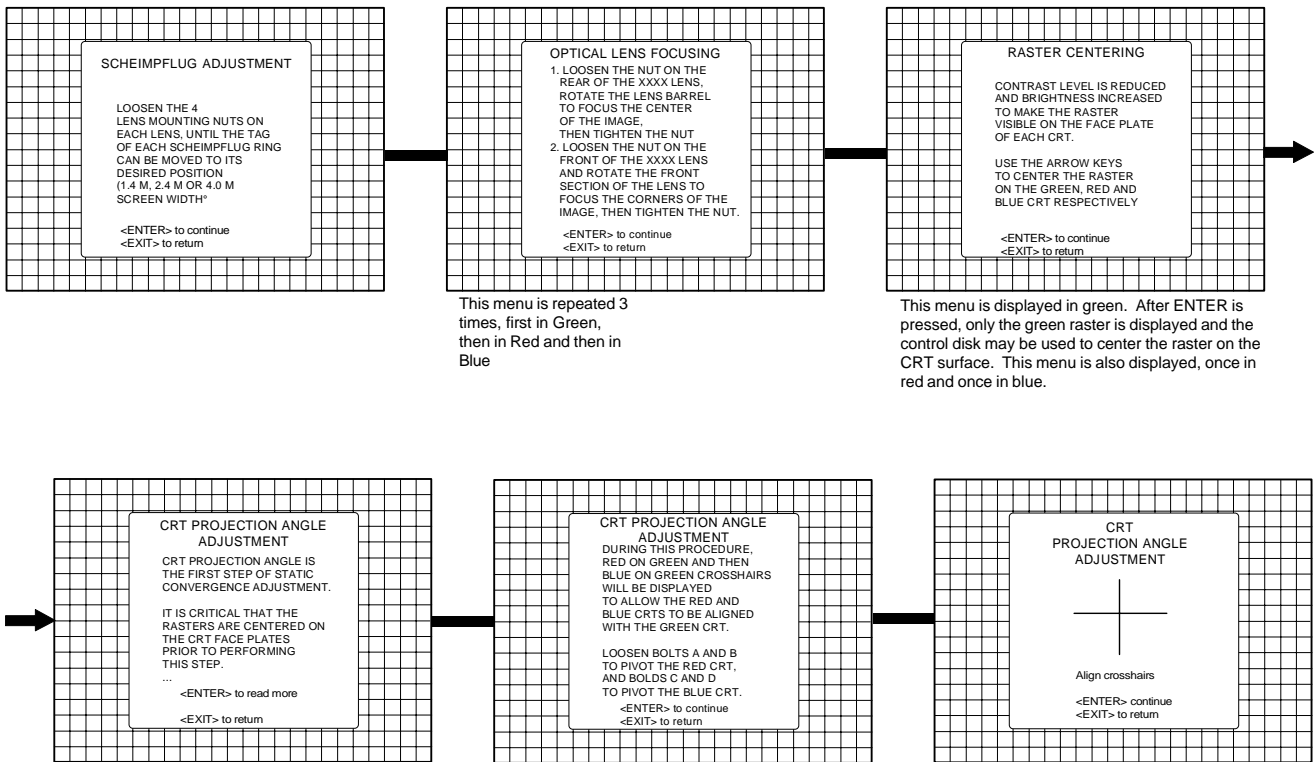 SCHEIMPFLUG ADJUSTMENT
LOOSEN THE 4
LENS MOUNTING NUTS ON
EACH LENS, UNTIL THE TAG
OF EACH SCHEIMPFLUG RING
CAN BE MOVED TO ITS
DESIRED POSITION
(1.4 M, 2.4 M OR 4.0 M
SCREEN WIDTH°
<ENTER> to continue
<EXIT> to return
OPTICAL LENS FOCUSING
1. LOOSEN THE NUT ON THE
REAR OF THE XXXX LENS,
ROTATE THE LENS BARREL
TO FOCUS THE CENTER
OF THE IMAGE,
THEN TIGHTEN THE NUT
2. LOOSEN THE NUT ON THE
FRONT OF THE XXXX LENS
AND ROTATE THE FRONT
SECTION OF THE LENS TO
FOCUS THE CORNERS OF THE
IMAGE, THEN TIGHTEN THE NUT.
<ENTER> to continue
<EXIT> to return
This menu is repeated 3
times, first in Green,
then in Red and then in
Blue
RASTER CENTERING
CONTRAST LEVEL IS REDUCED
AND BRIGHTNESS INCREASED
TO MAKE THE RASTER
VISIBLE ON THE FACE PLATE
OF EACH CRT.
USE THE ARROW KEYS
TO CENTER THE RASTER
ON THE GREEN, RED AND
BLUE CRT RESPECTIVELY
<ENTER> to continue
<EXIT> to return
This menu is displayed in green. After ENTER is
pressed, only the green raster is displayed and the
control disk may be used to center the raster on the
CRT surface. This menu is also displayed, once in
red and once in blue.
CRT PROJECTION ANGLE
ADJUSTMENT
CRT PROJECTION ANGLE IS
THE FIRST STEP OF STATIC
CONVERGENCE ADJUSTMENT.
IT IS CRITICAL THAT THE
RASTERS ARE CENTERED ON
THE CRT FACE PLATES
PRIOR TO PERFORMING
THIS STEP.
...
<ENTER> to read more
<EXIT> to return
CRT PROJECTION ANGLE
ADJUSTMENT
DURING THIS PROCEDURE,
RED ON GREEN AND THEN
BLUE ON GREEN CROSSHAIRS
WILL BE DISPLAYED
TO ALLOW THE RED AND
BLUE CRTS TO BE ALIGNED
WITH THE GREEN CRT.
LOOSEN BOLTS A AND B
TO PIVOT THE RED CRT,
AND BOLDS C AND D
TO PIVOT THE BLUE CRT.
<ENTER> to continue
<EXIT> to return
CRT
PROJECTION ANGLE
ADJUSTMENT
Align crosshairs
<ENTER> continue
<EXIT> to return